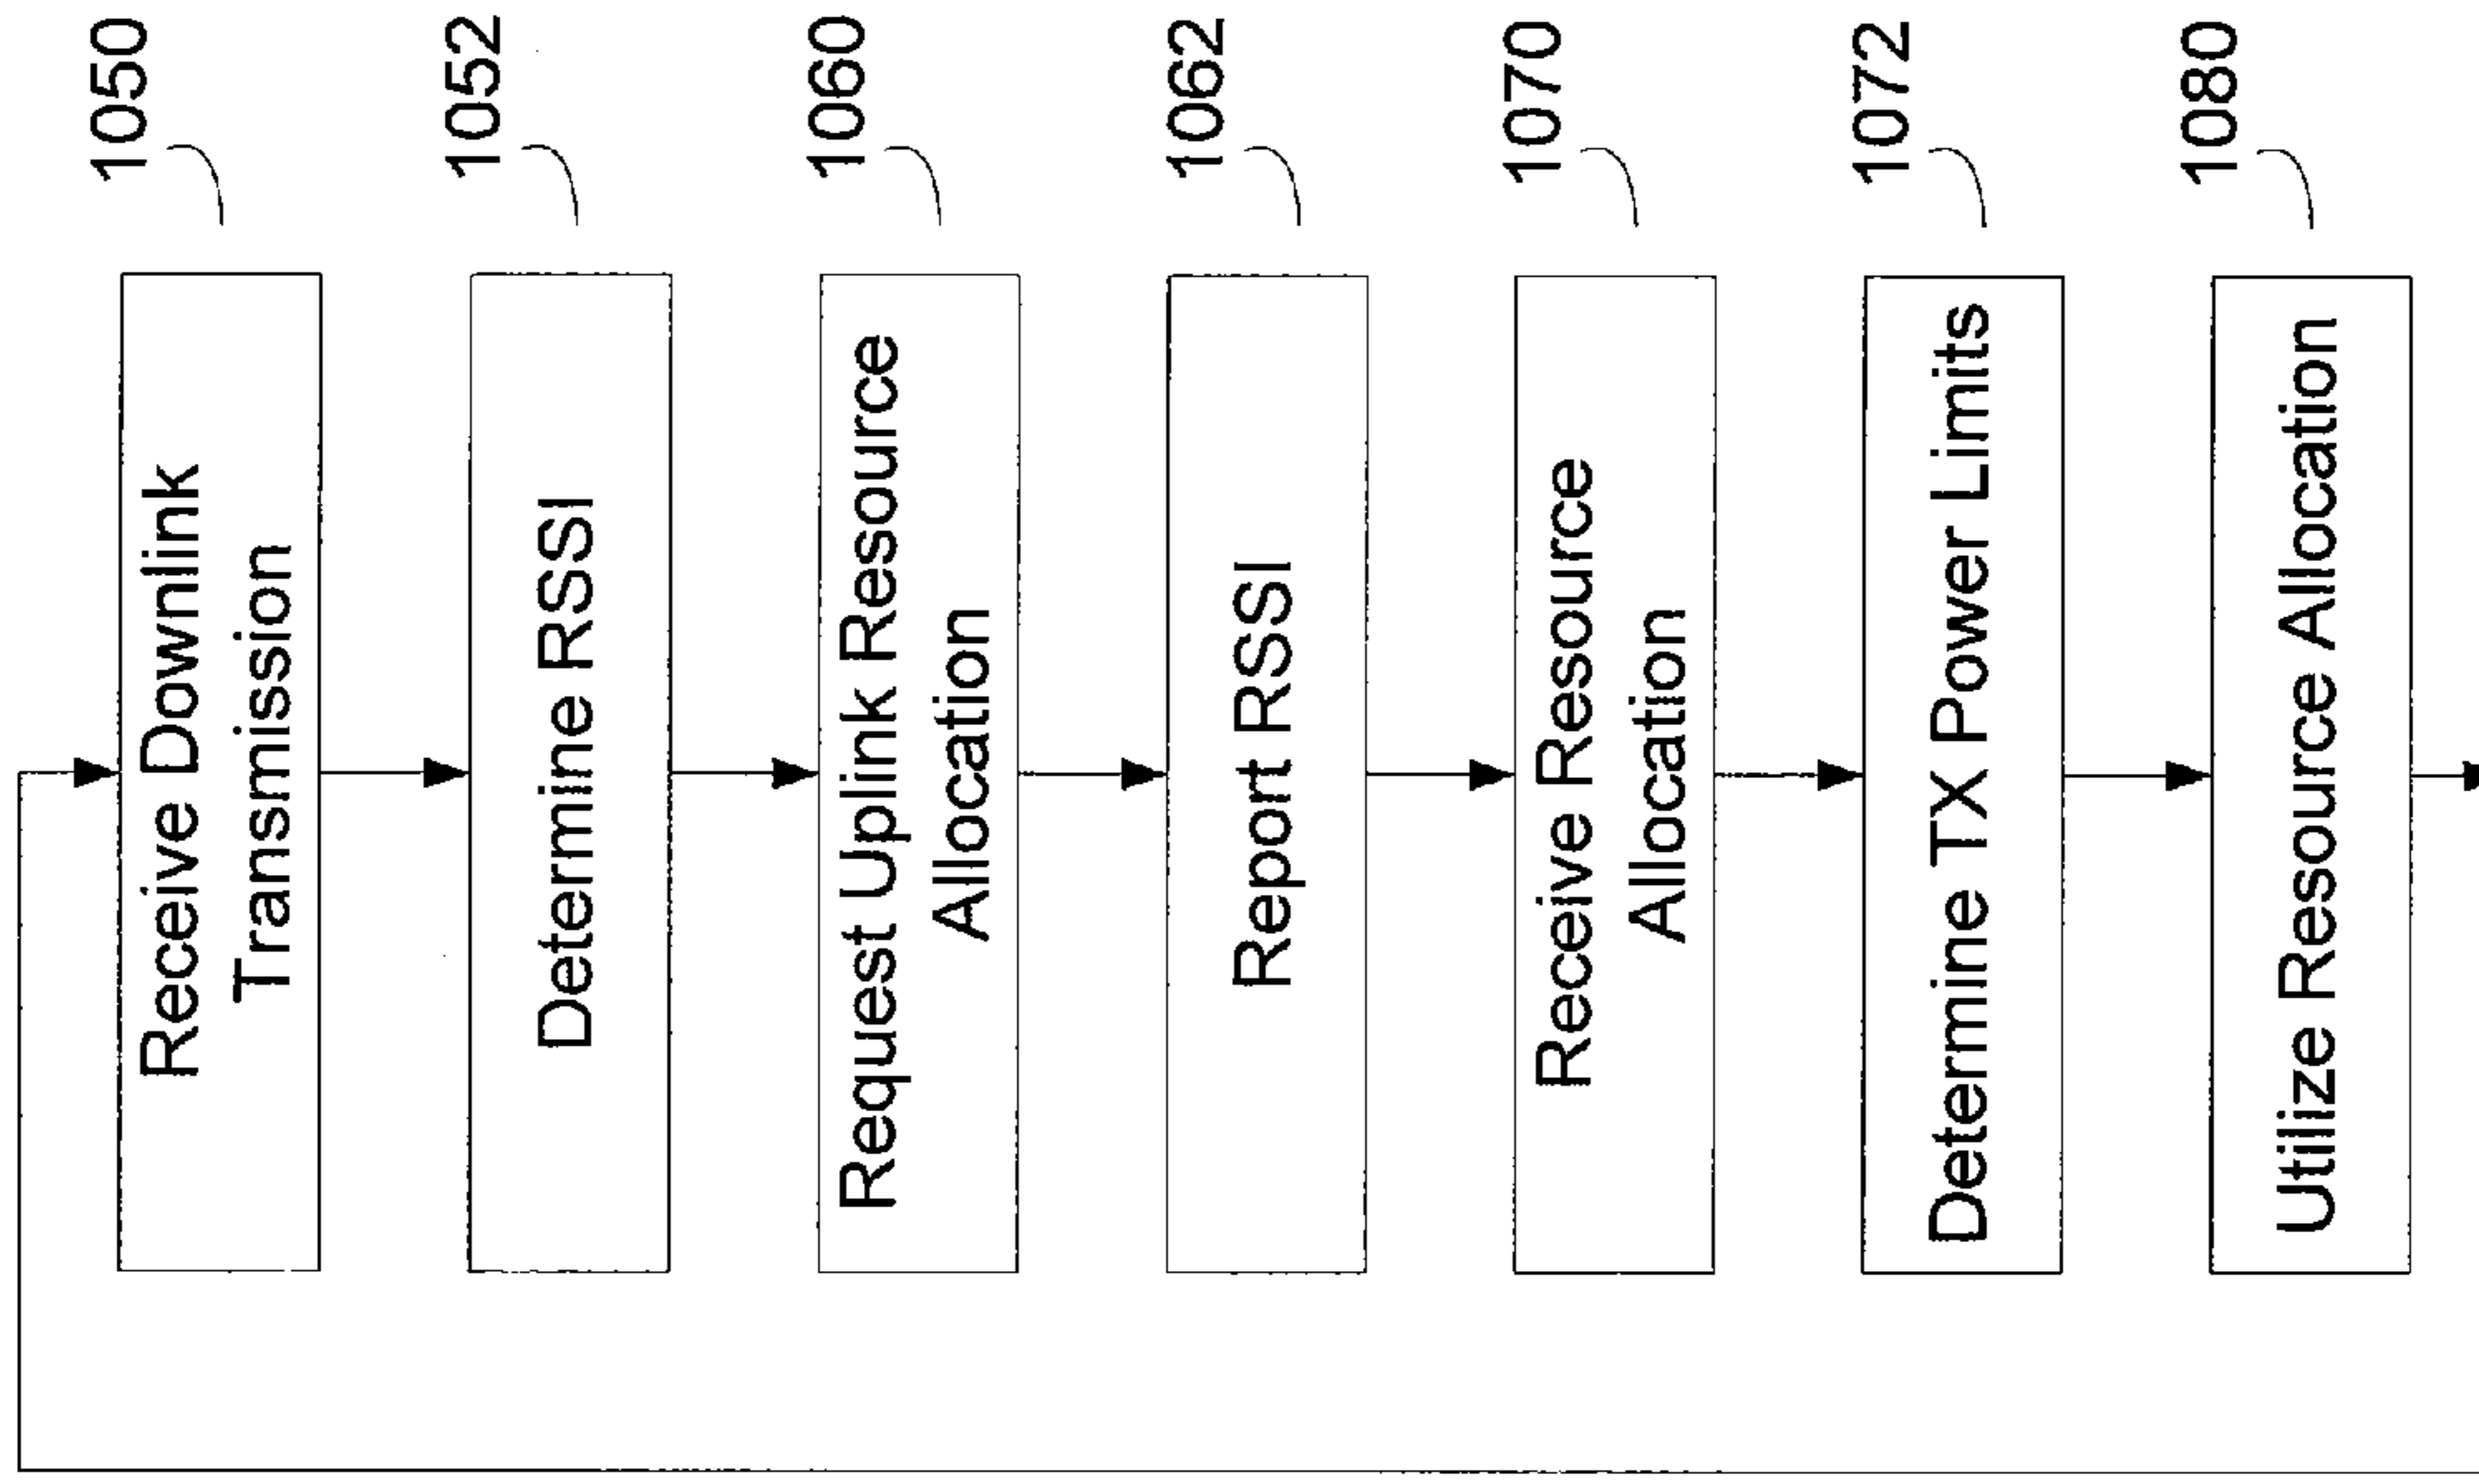 Receive Downlink
Transmission
1050
Determine RSSI
1052
Request Uplink Resource
Allocation
1060
Report RSSI
1062
Receive Resource
Allocation
1070
Determine TX Power Limits
1072
Utilize Resource Allocation
1080